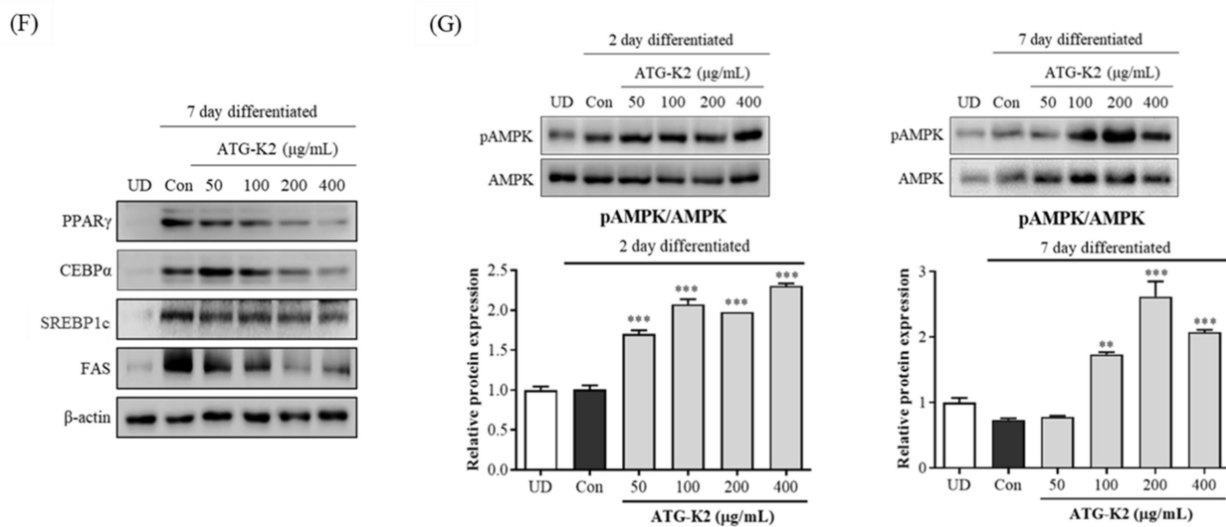 (F)
7 day differentiated
ATG-K2 (μg/mL)
UD Con 50 100 200 400
PPARγ
CEBPα
SREBP1c
FAS
β-actin
(G)
2 day differentiated
ATG-K2 (μg/mL)
UD Con 50 100 200 400
pAMPK
AMPK
pAMPK/AMPK
2 day differentiated
Relative protein expression
2.5
2.0
1.5
1.0
0.5
0.0
***
***
***
***
UD Con 50 100 200 400
ATG-K2 (μg/mL)
7 day differentiated
ATG-K2 (μg/mL)
UD Con 50 100 200 400
pAMPK
AMPK
pAMPK/AMPK
7 day differentiated
Relative protein expression
3
2
1
0
**
***
***
UD Con 50 100 200 400
ATG-K2 (μg/mL)